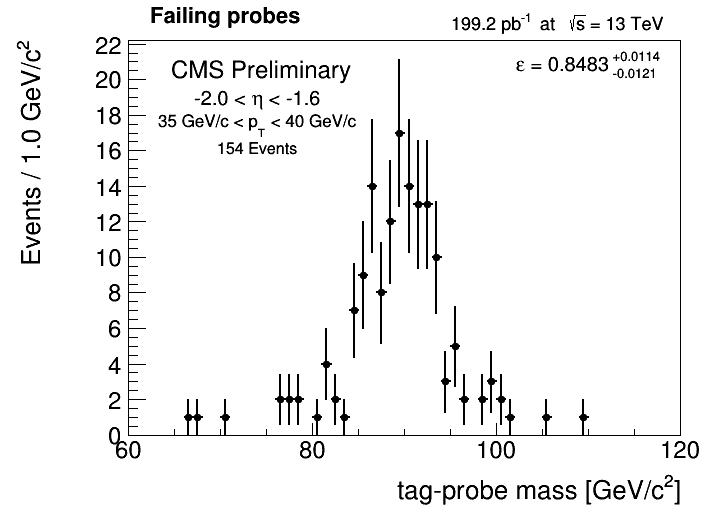 Failing probes
199.2 pb-1 at √s = 13 TeV
CMS Preliminary
-2.0 < η < -1.6
35 GeV/c < pT < 40 GeV/c
154 Events
ε = 0.8483 +0.0114 -0.0121
Events / 1.0 GeV/c2
22
20
18
16
14
12
10
8
6
4
2
0
60 80 100 120
tag-probe mass [GeV/c2]